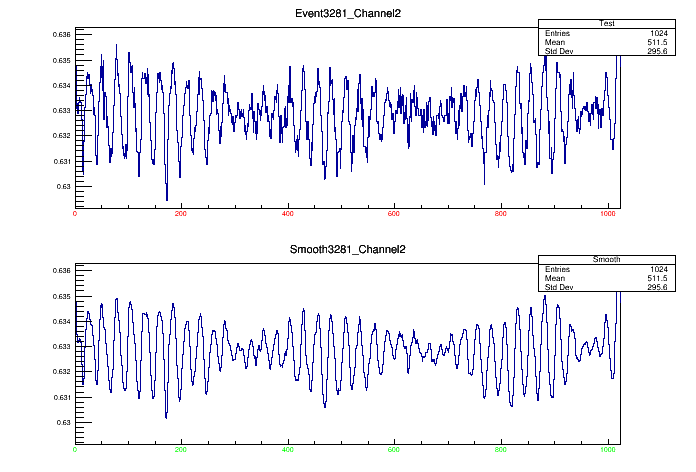 Event3281_Channel2
Test
Entries 1024
Mean 511.5
Std Dev 295.6
0.636
0.635
0.634
0.633
0.632
0.631
0.63
0 200 400 600 800 1000
Smooth3281_Channel2
Smooth
Entries 1024
Mean 511.5
Std Dev 295.6
0.636
0.635
0.634
0.633
0.632
0.631
0.63
0 200 400 600 800 1000